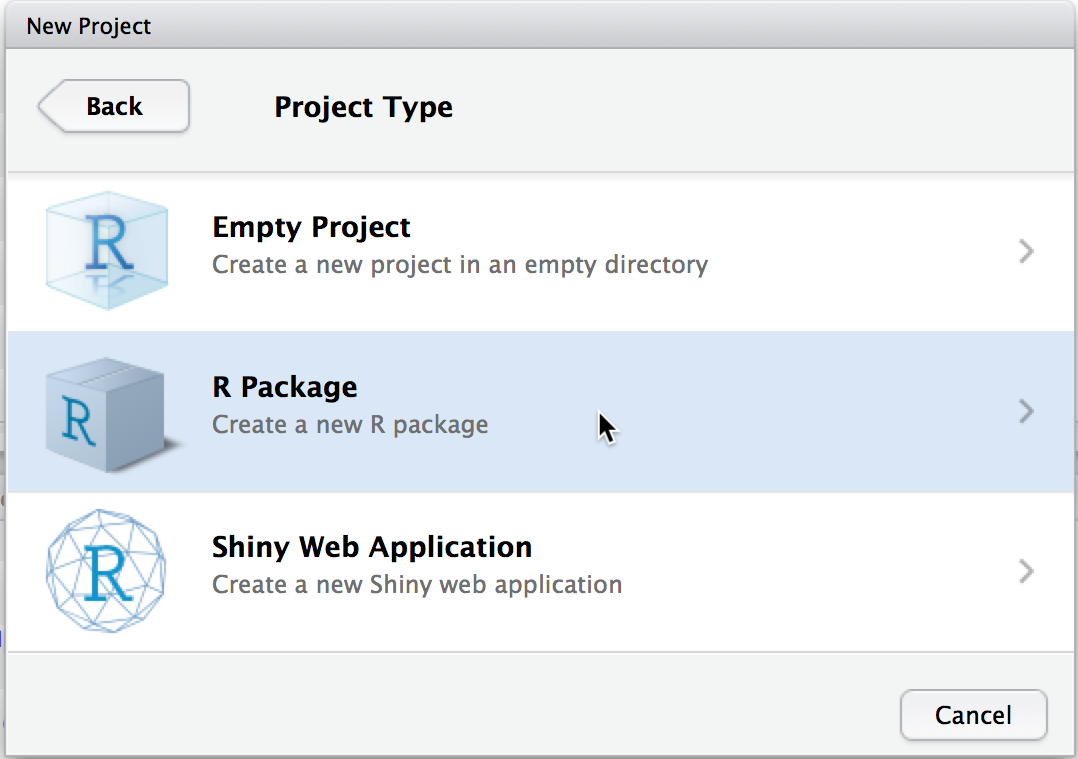 New Project
Back
Project Type
R
Empty Project
Create a new project in an empty directory
R
R Package
Create a new R package
R
Shiny Web Application
Create a new Shiny web application
Cancel